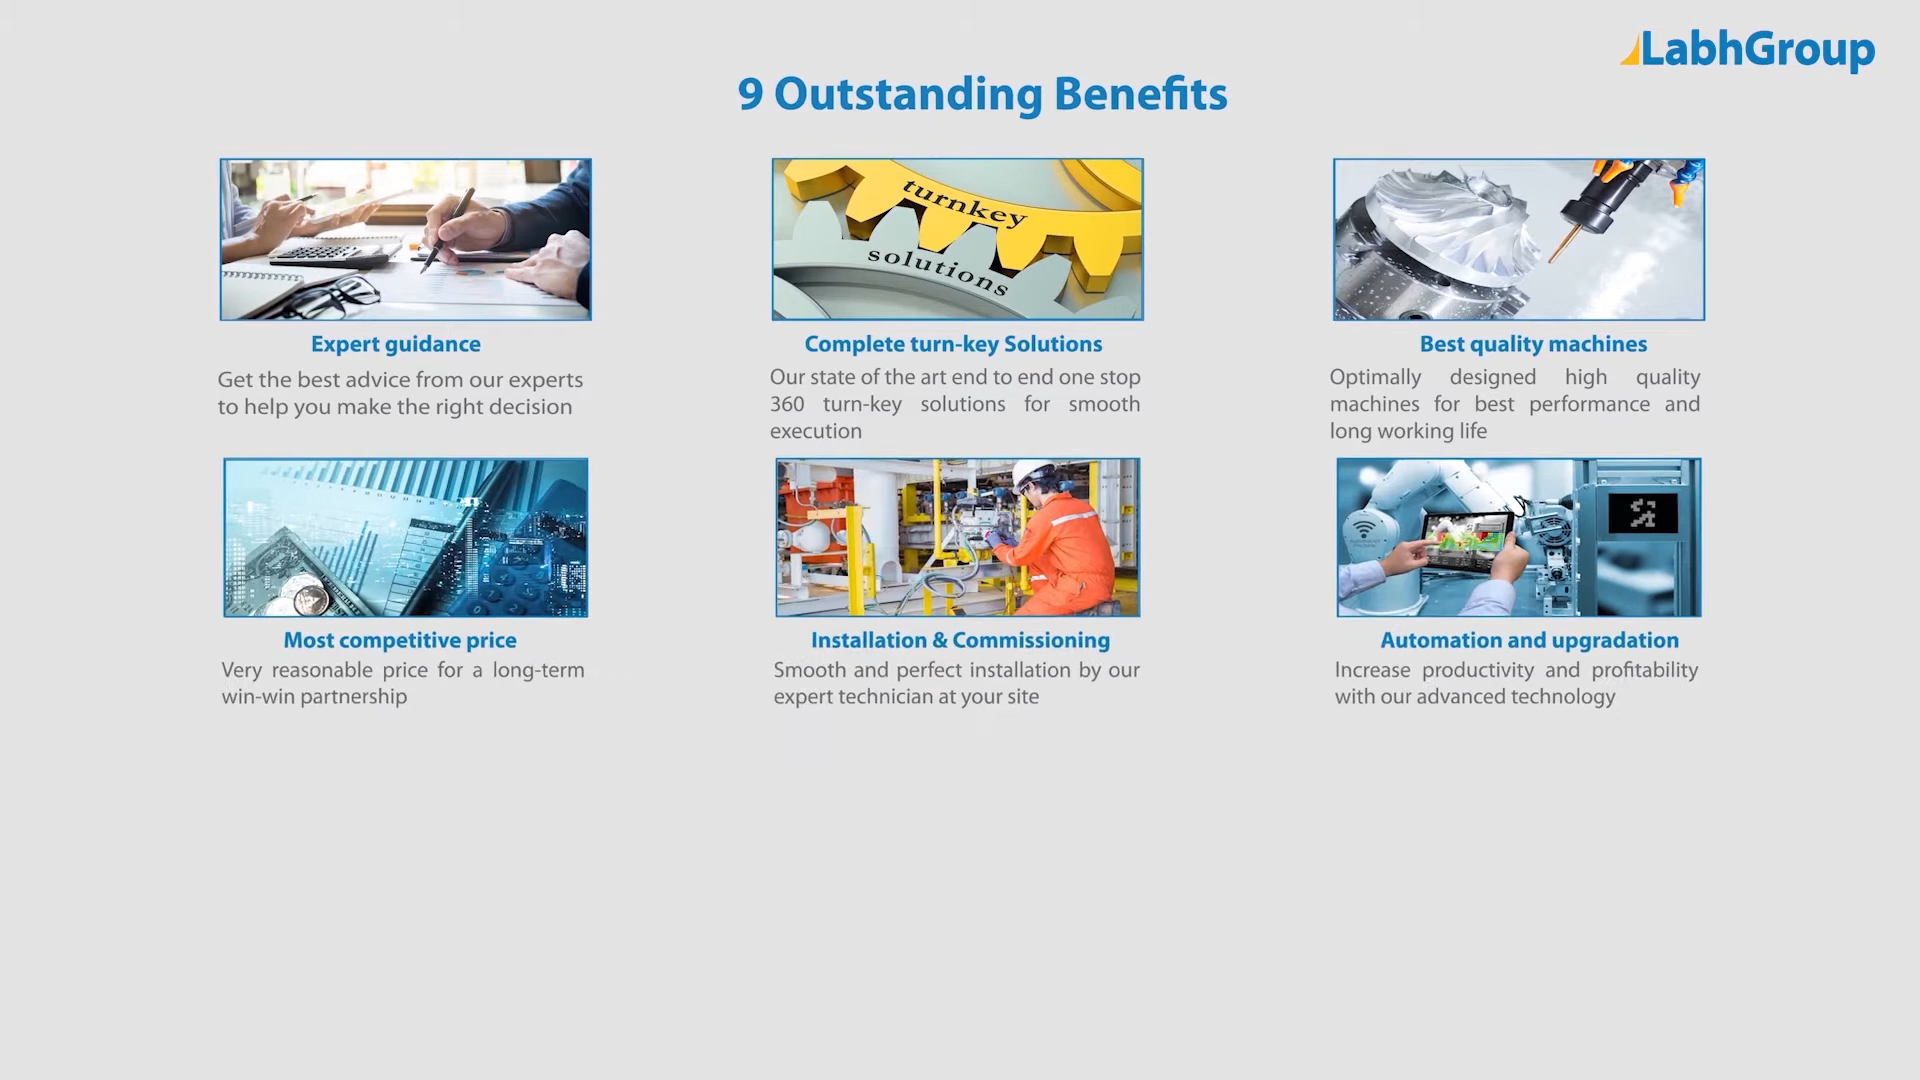 LabhGroup
9 Outstanding Benefits
turnkey
solutions
Expert guidance
Get the best advice from our experts
to help you make the right decision
Complete turn-key Solutions
Our state of the art end to end one stop
360 turn-key solutions for smooth
execution
Best quality machines
Optimally designed high quality
machines for best performance and
long working life
Most competitive price
Very reasonable price for a long-term
win-win partnership
Installation & Commissioning
Smooth and perfect installation by our
expert technician at your site
Automation and upgradation
Increase productivity and profitability
with our advanced technology